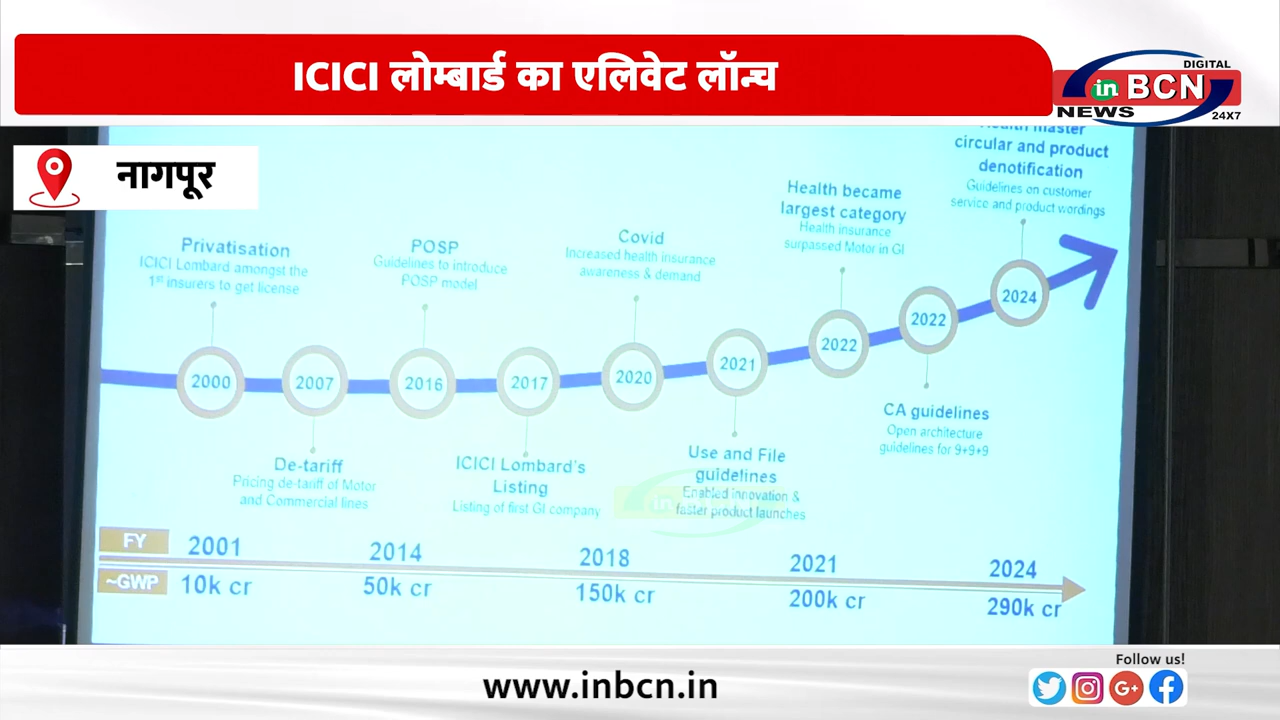 ICICI लोम्बार्ड का एलिवेट लॉन्च
DIGITAL
in BCN
NEWS 24X7
नागपूर
Health master
circular and product
denotification
Guidelines on customer
service and product wordings
Health became
largest category
Health insurance
surpassed Motor in GI
Covid
Increased health insurance
awareness & demand
POSP
Guidelines to introduce
POSP model
Privatisation
ICICI Lombard amongst the
1st insurers to get license
2000
2007
2016
2017
2020
2021
2022
2022
2024
De-tariff
Pricing de-tariff of Motor
and Commercial lines
ICICI Lombard's
Listing
Listing of first GI company
Use and File
guidelines
Enabled innovation &
faster product launches
CA guidelines
Open architecture
guidelines for 9+9+9
in
FY 2001 2014 2018 2021 2024
~GWP 10k cr 50k cr 150k cr 200k cr 290k cr
www.inbcn.in
Follow us!
G+